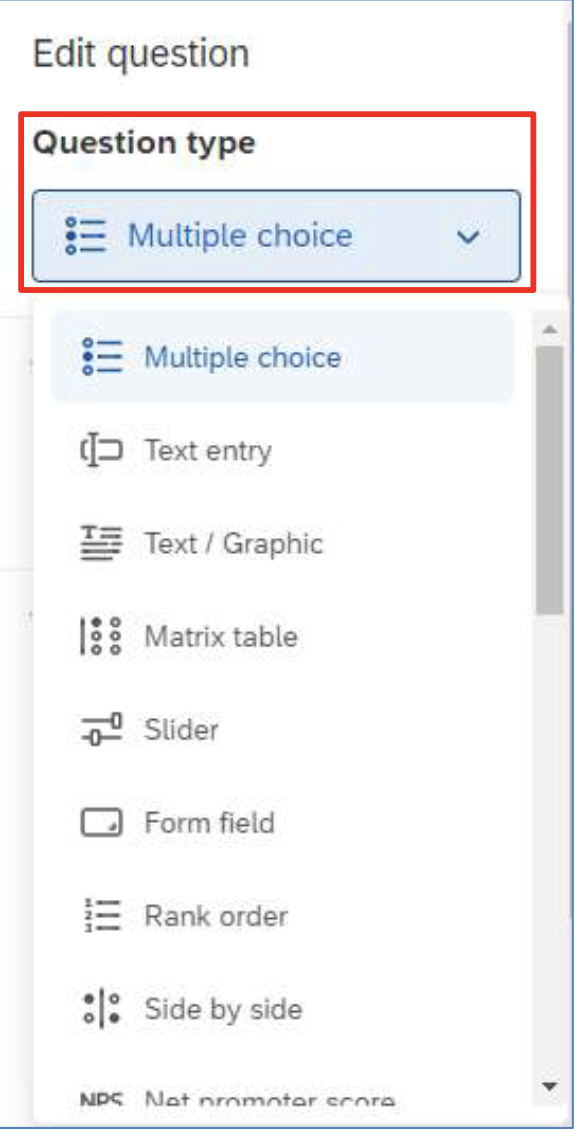 Edit question
Question type
Multiple choice
Multiple choice
Text entry
Text / Graphic
Matrix table
Slider
Form field
Rank order
Side by side
NPS Net promoter score